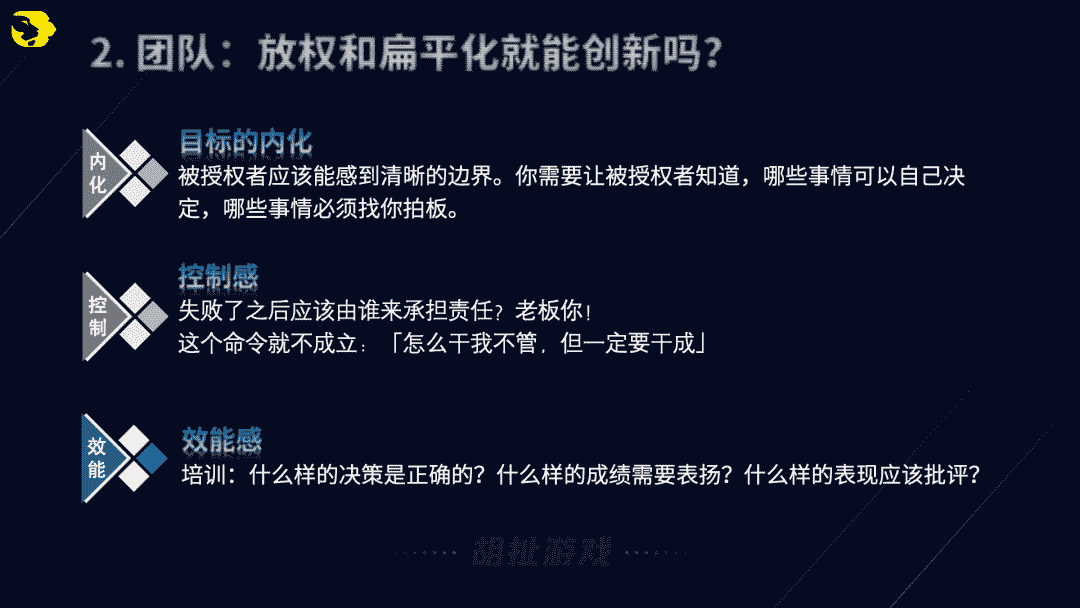 2. 团队：放权和扁平化就能创新吗？
内化
目标的内化
被授权者应该能感到清晰的边界。你需要让被授权者知道，哪些事情可以自己决
定，哪些事情必须找你拍板。
控制
控制感
失败了之后应该由谁来承担责任？老板你！
这个命令就不成立：「怎么干我不管，但一定要干成」
效能
效能感
培训：什么样的决策是正确的？什么样的成绩需要表扬？什么样的表现应该批评？
胡扯游戏